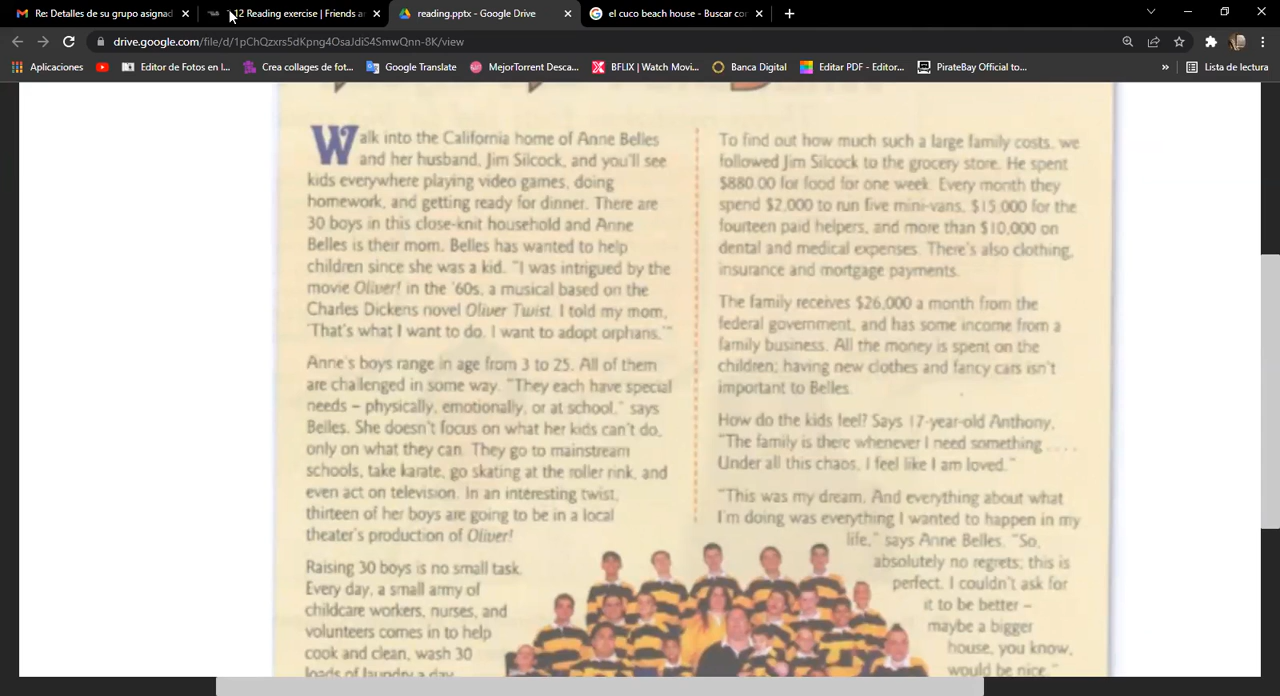 Re: Detalles de su grupo asignad
12 Reading exercise | Friends a
reading.pptx - Google Drive
el cuco beach house - Buscar co
drive.google.com/file/d/1pChQzxrs5dKpng4OsaJdiS4SmwQnn-8K/view
Aplicaciones
Editor de Fotos en l...
Crea collages de fot...
Google Translate
MejorTorrent Desca...
BFLIX | Watch Movi...
Banca Digital
Editar PDF - Editor...
PirateBay Official to...
»
Lista de lectura
Walk into the California home of Anne Belles
and her husband, Jim Silcock, and you'll see
kids everywhere playing video games, doing
homework, and getting ready for dinner. There are
30 boys in this close-knit household and Anne
Belles is their mom. Belles has wanted to help
children since she was a kid. "I was intrigued by the
movie Oliver! in the '60s, a musical based on the
Charles Dickens novel Oliver Twist. I told my mom,
'That's what I want to do. I want to adopt orphans.'"
Anne's boys range in age from 3 to 25. All of them
are challenged in some way. "They each have special
needs – physically, emotionally, or at school," says
Belles. She doesn't focus on what her kids can't do,
only on what they can. They go to mainstream
schools, take karate, go skating at the roller rink, and
even act on television. In an interesting twist,
thirteen of her boys are going to be in a local
theater's production of Oliver!
Raising 30 boys is no small task.
Every day, a small army of
childcare workers, nurses, and
volunteers comes in to help
cook and clean, wash 30
loads of laundry a day
To find out how much such a large family costs, we
followed Jim Silcock to the grocery store. He spent
$880.00 for food for one week. Every month they
spend $2,000 to run five mini-vans, $15,000 for the
fourteen paid helpers, and more than $10,000 on
dental and medical expenses. There's also clothing,
insurance and mortgage payments.
The family receives $26,000 a month from the
federal government, and has some income from a
family business. All the money is spent on the
children; having new clothes and fancy cars isn't
important to Belles.
How do the kids feel? Says 17-year-old Anthony,
"The family is there whenever I need something . . . .
Under all this chaos, I feel like I am loved."
"This was my dream. And everything about what
I'm doing was everything I wanted to happen in my
life," says Anne Belles. "So,
absolutely no regrets; this is
perfect. I couldn't ask for
it to be better –
maybe a bigger
house, you know,
would be nice."